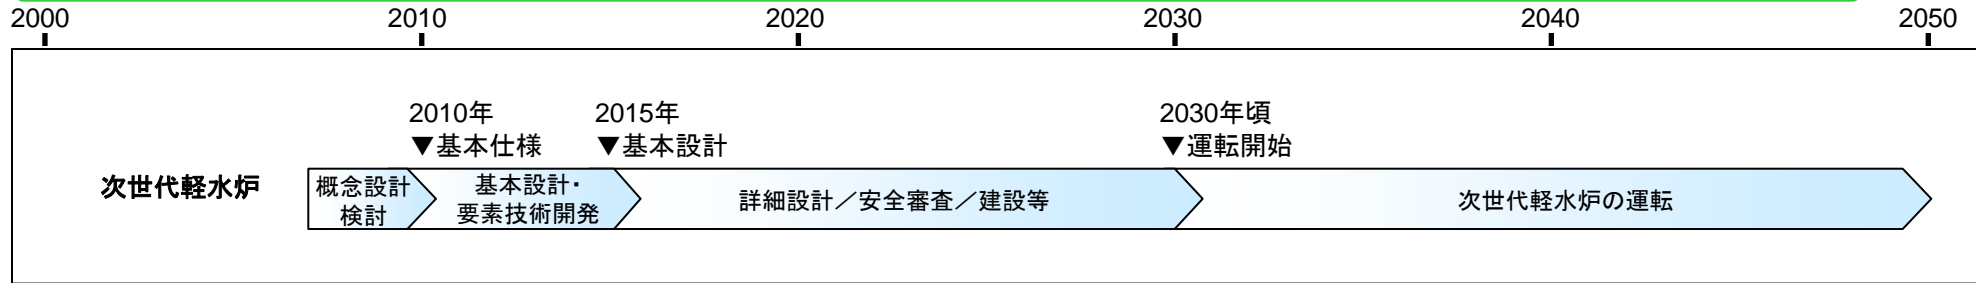 2000 2010 2020 2030 2040 2050
2010年 2015年 2030年頃
▼基本仕様 ▼基本設計 ▼運転開始
次世代軽水炉
概念設計
検討
基本設計・
要素技術開発
詳細設計／安全審査／建設等
次世代軽水炉の運転